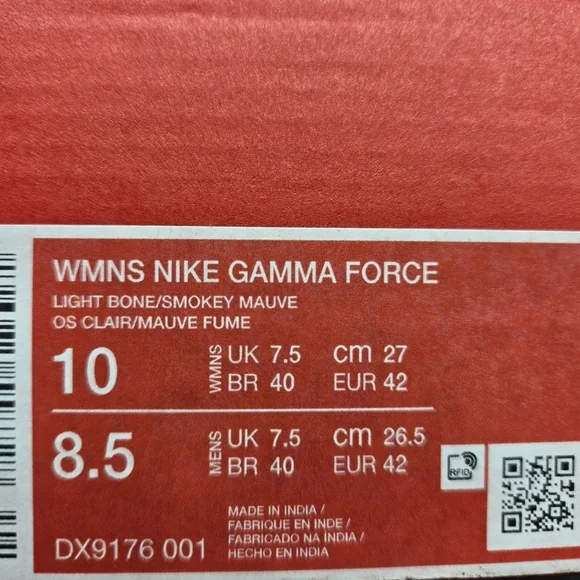 WMNS NIKE GAMMA FORCE
LIGHT BONE/SMOKEY MAUVE
OS CLAIR/MAUVE FUME
10 WMNS UK 7.5 cm 27
BR 40 EUR 42
8.5 MENS UK 7.5 cm 26.5
BR 40 EUR 42
RFID
MADE IN INDIA /
FABRIQUE EN INDE /
FABRICADO NA ÍNDIA /
HECHO EN INDIA
DX9176 001